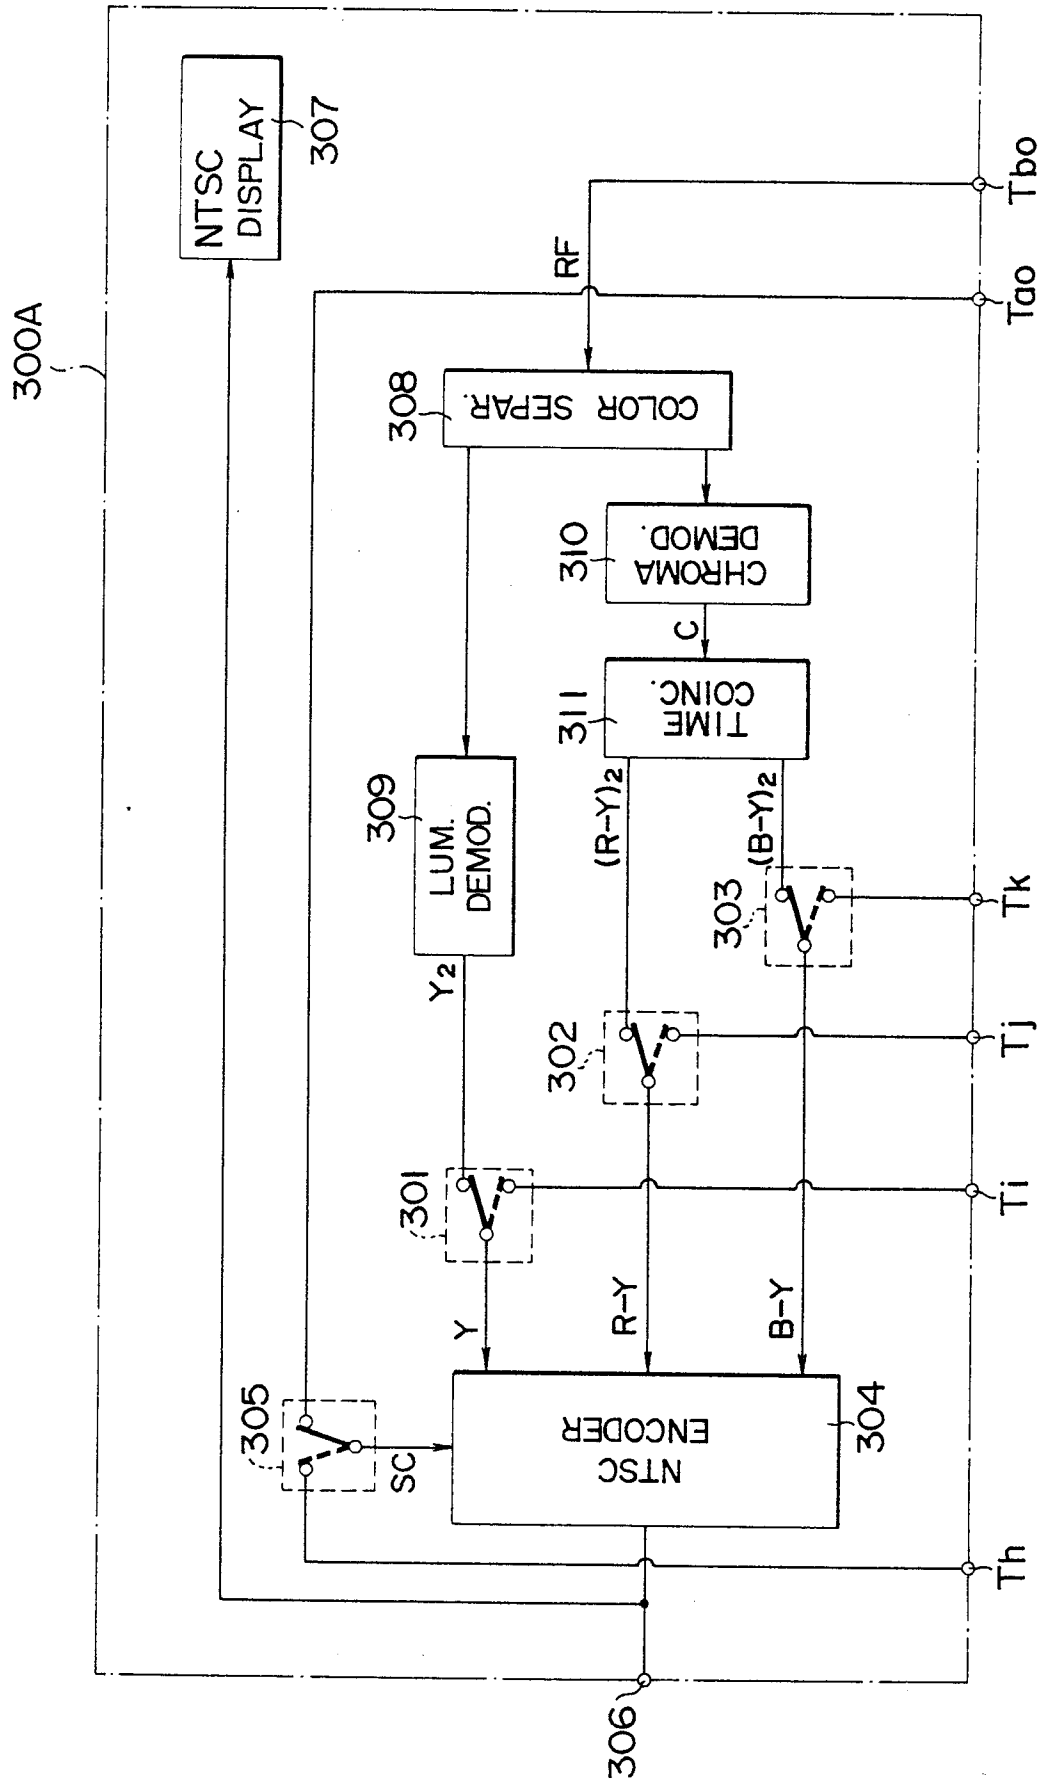 300A
NTSC
DISPLAY
307
RF
Tbo
Tao
308
COLOR SEPAR.
310
CHROMA
DEMOD.
C
311
TIME
COINC.
309
LUM.
DEMOD.
(R-Y)2
(B-Y)2
303
Tk
Y2
302
Tj
301
Ti
Y
R-Y
B-Y
305
SC
NTSC
ENCODER
304
Th
306